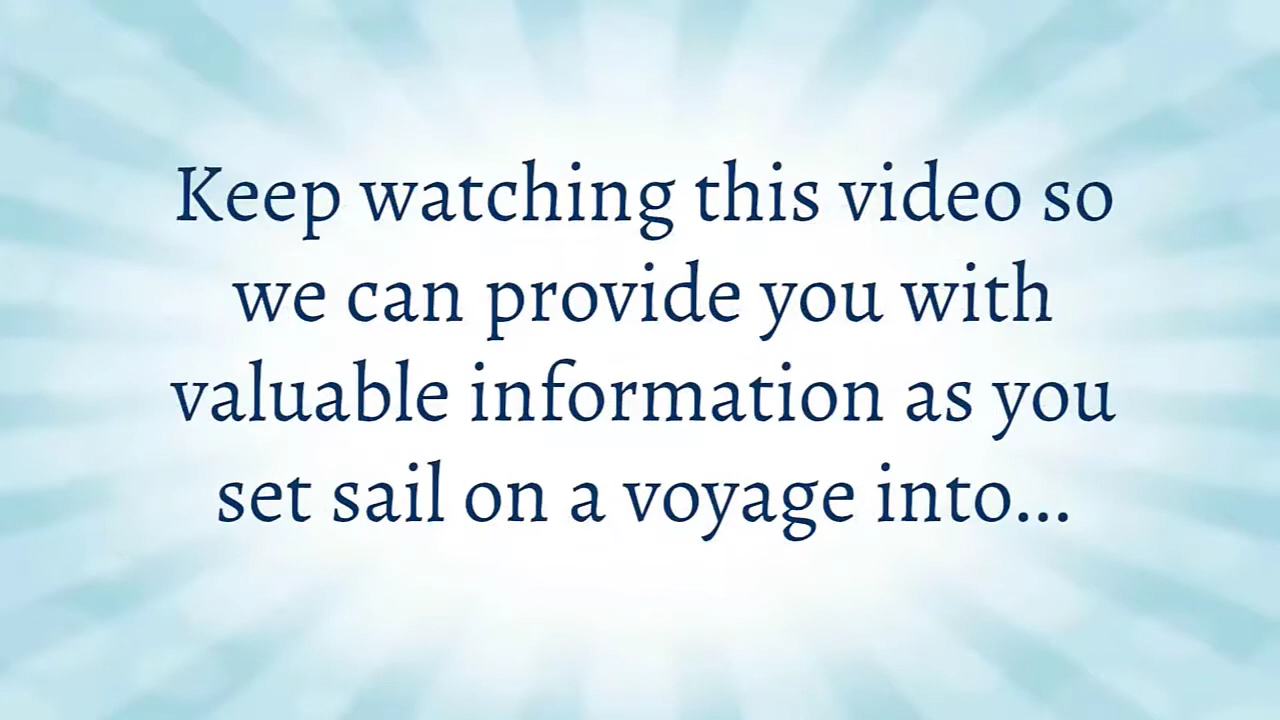 Keep watching this video so
we can provide you with
valuable information as you
set sail on a voyage into...